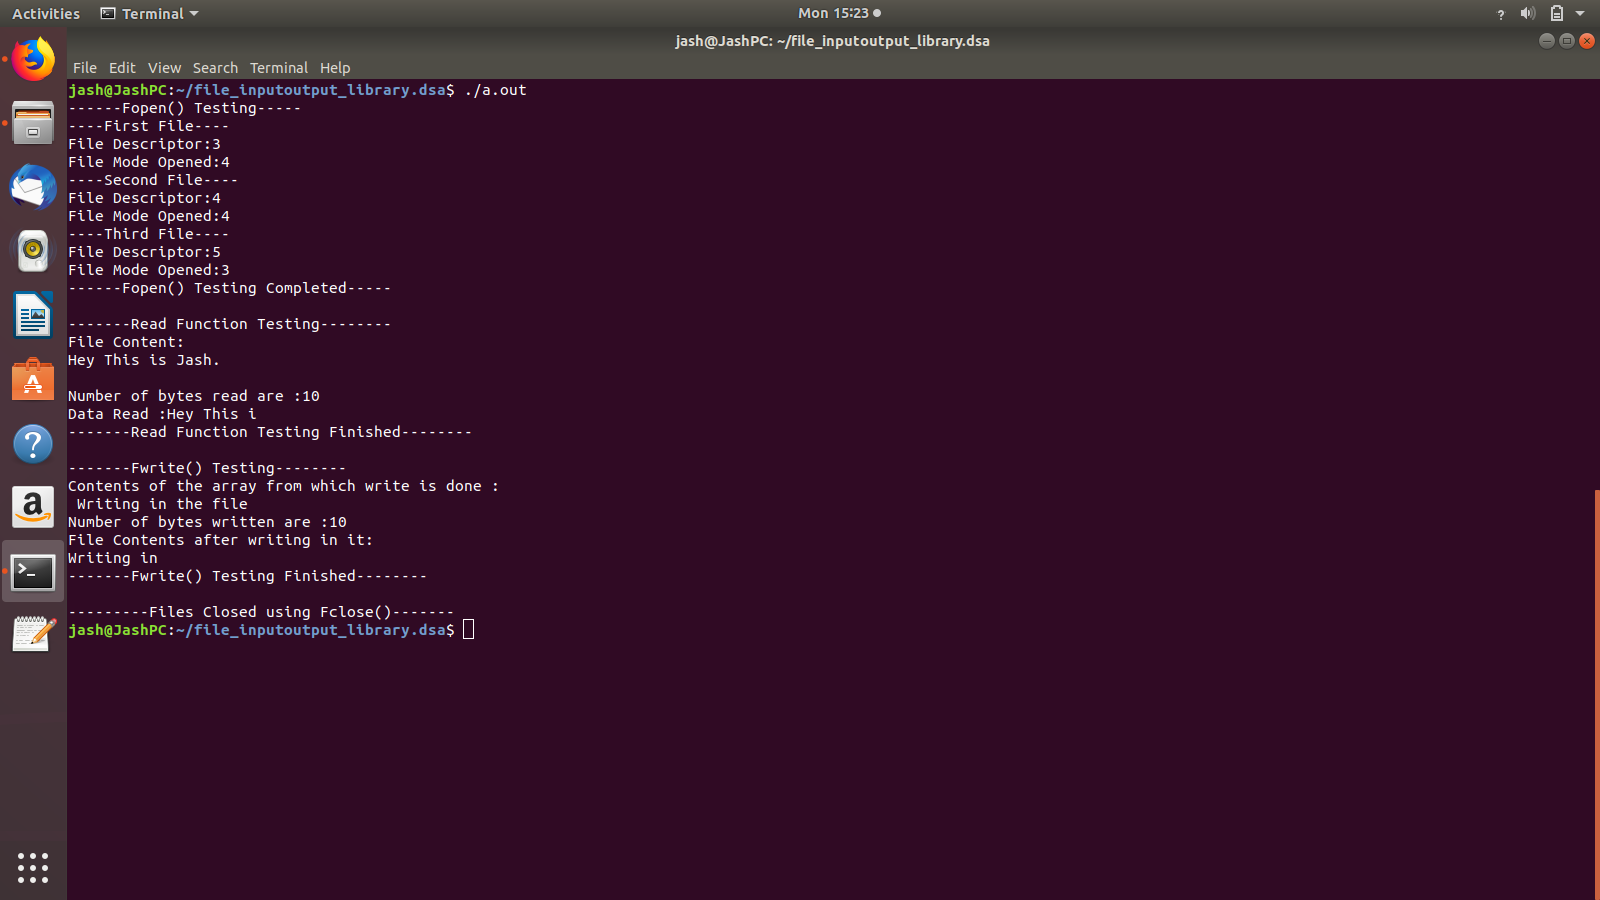 Activities Terminal Mon 15:23 ?
jash@JashPC: ~/file_inputoutput_library.dsa
File Edit View Search Terminal Help
jash@JashPC:~/file_inputoutput_library.dsa$ ./a.out
------Fopen() Testing-----
----First File----
File Descriptor:3
File Mode Opened:4
----Second File----
File Descriptor:4
File Mode Opened:4
----Third File----
File Descriptor:5
File Mode Opened:3
------Fopen() Testing Completed-----

-------Read Function Testing--------
File Content:
Hey This is Jash.

Number of bytes read are :10
Data Read :Hey This i
-------Read Function Testing Finished--------

-------Fwrite() Testing--------
Contents of the array from which write is done :
 Writing in the file
Number of bytes written are :10
File Contents after writing in it:
Writing in
-------Fwrite() Testing Finished--------

---------Files Closed using Fclose()-------
jash@JashPC:~/file_inputoutput_library.dsa$